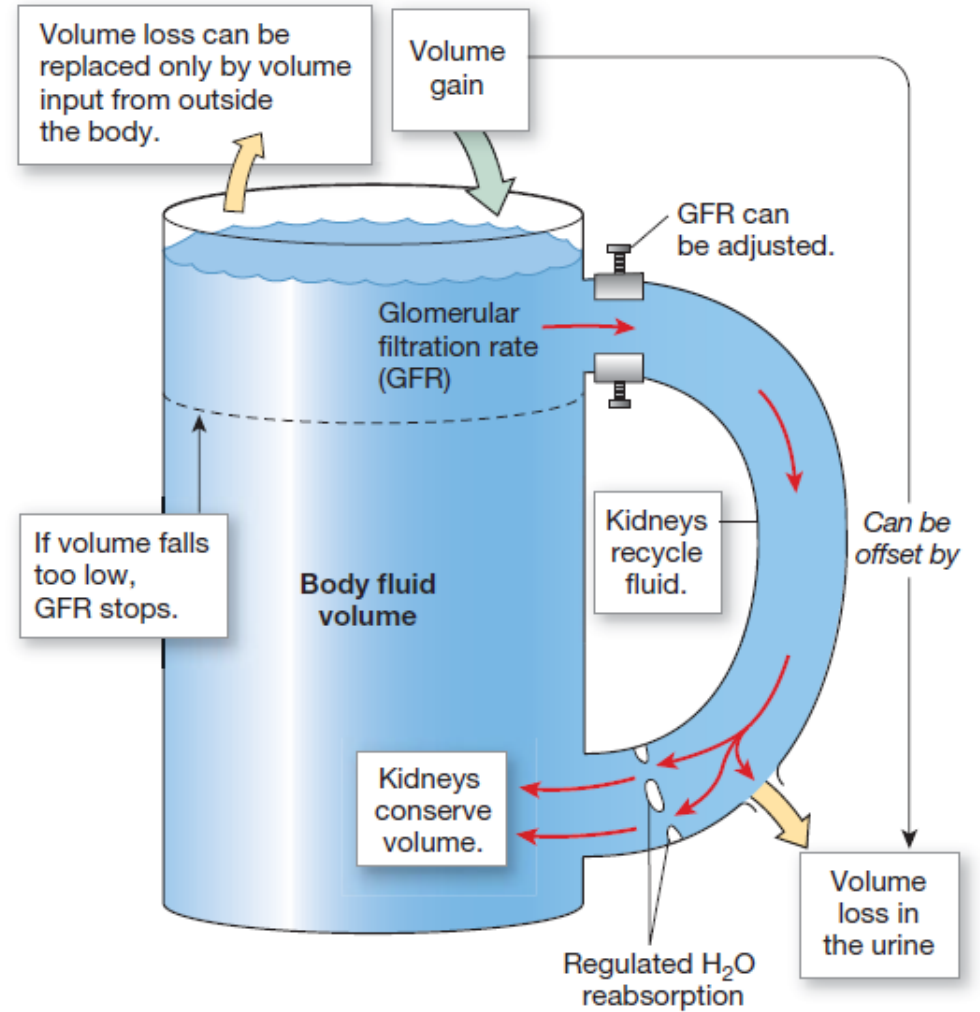 Volume loss can be
replaced only by volume
input from outside
the body.
Volume
gain
GFR can
be adjusted.
Glomerular
filtration rate
(GFR)
If volume falls
too low,
GFR stops.
Body fluid
volume
Kidneys
recycle
fluid.
Can be
offset by
Kidneys
conserve
volume.
Volume
loss in
the urine
Regulated H₂O
reabsorption